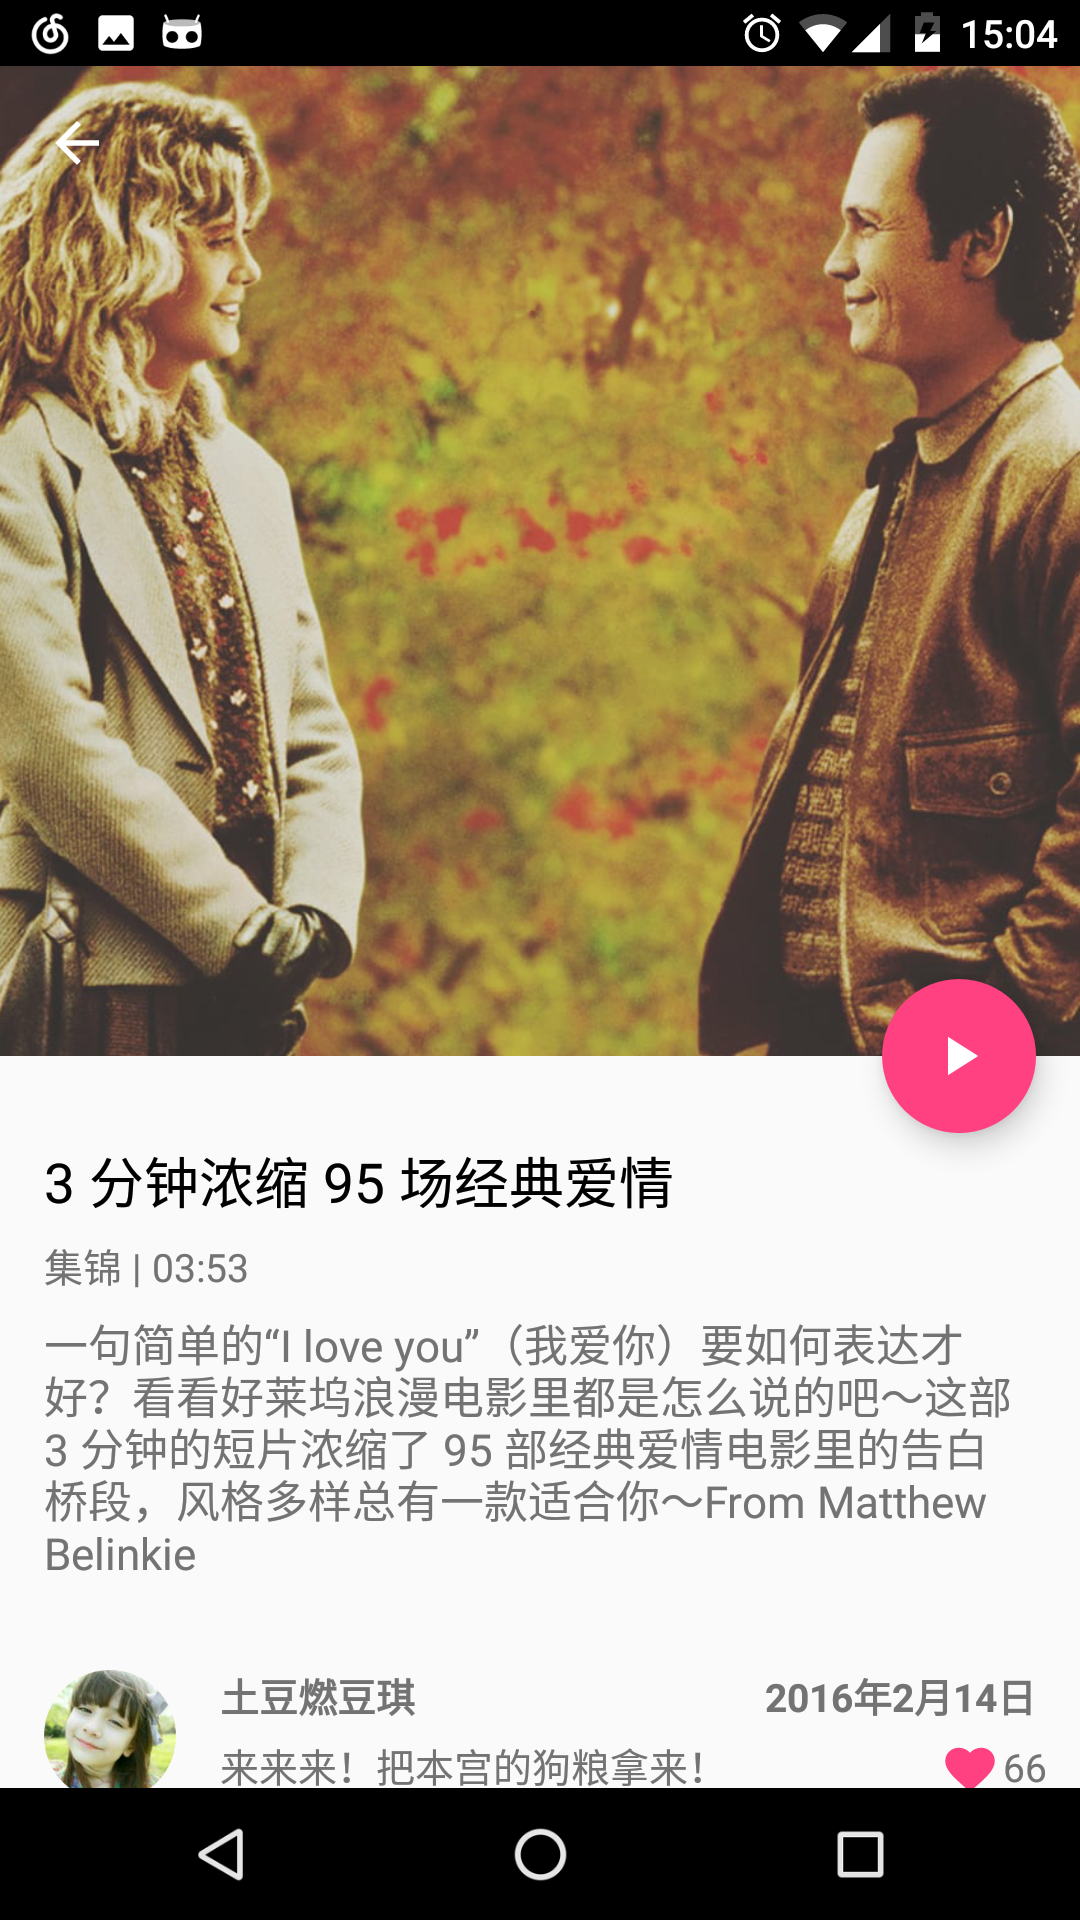 15:04
3 分钟浓缩 95 场经典爱情
集锦 | 03:53
一句简单的“I love you”（我爱你）要如何表达才
好？看看好莱坞浪漫电影里都是怎么说的吧～这部
3 分钟的短片浓缩了 95 部经典爱情电影里的告白
桥段，风格多样总有一款适合你～From Matthew
Belinkie
土豆燃豆琪
2016年2月14日
来来来！把本宫的狗粮拿来！
66